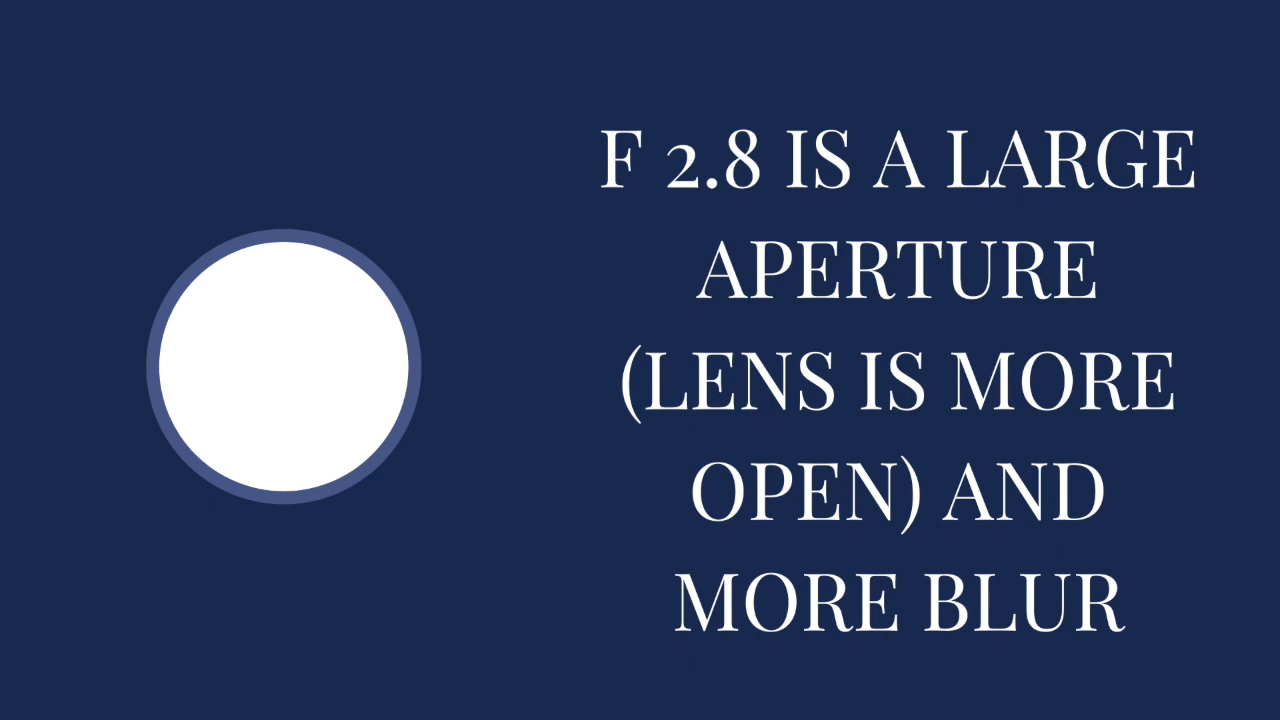 F 2.8 IS A LARGE
APERTURE
(LENS IS MORE
OPEN) AND
MORE BLUR